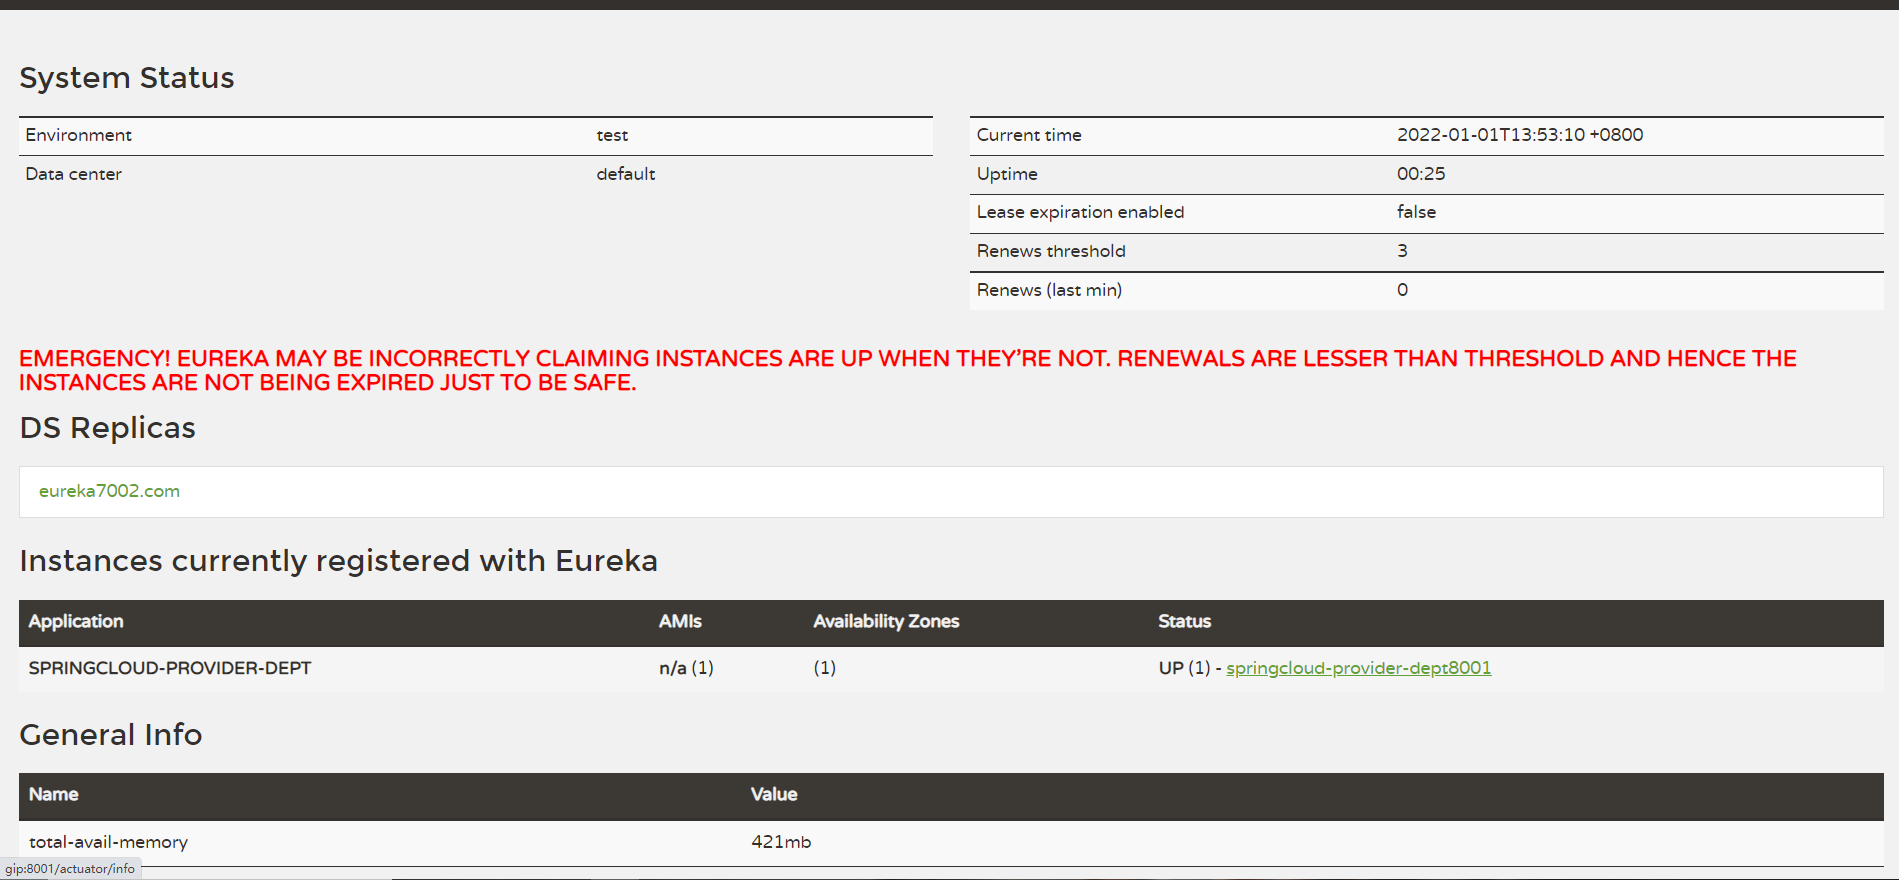 System Status
Environment test
Data center default
Current time 2022-01-01T13:53:10 +0800
Uptime 00:25
Lease expiration enabled false
Renews threshold 3
Renews (last min) 0
EMERGENCY! EUREKA MAY BE INCORRECTLY CLAIMING INSTANCES ARE UP WHEN THEY'RE NOT. RENEWALS ARE LESSER THAN THRESHOLD AND HENCE THE
INSTANCES ARE NOT BEING EXPIRED JUST TO BE SAFE.
DS Replicas
eureka7002.com
Instances currently registered with Eureka
Application AMIs Availability Zones Status
SPRINGCLOUD-PROVIDER-DEPT n/a (1) (1) UP (1) - springcloud-provider-dept8001
General Info
Name Value
total-avail-memory 421mb
gip:8001/actuator/info